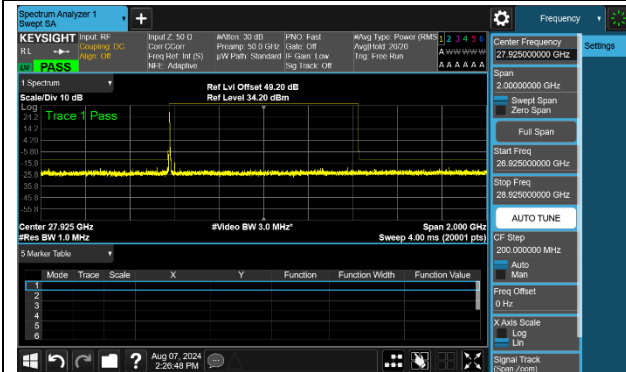 Spectrum Analyzer 1
Swept SA
Frequency
KEYSIGHT
RL
Input: RF
Coupling: DC
Align: Off
Input Z: 50 Ω
Corr CCorr
Freq Ref: Int (S)
NFE: Adaptive
#Atten: 30 dB
Preamp: 50.0 GHz
µW Path: Standard
PNO: Fast
Gate: Off
IF Gain: Low
Sig Track: Off
#Avg Type: Power (RMS
Avg|Hold: 20/20
Trig: Free Run
1 2 3 4 5 6
A W W W W W
A A A A A A
PASS
1 Spectrum
Scale/Div 10 dB
Ref Lvl Offset 49.20 dB
Ref Level 34.20 dBm
Log
Trace 1 Pass
24.2
14.2
4.20
-5.80
-15.8
-25.8
-35.8
-45.8
-55.8
Center 27.925 GHz
#Video BW 3.0 MHz*
Span 2.000 GHz
#Res BW 1.0 MHz
Sweep 4.00 ms (20001 pts)
5 Marker Table
Mode Trace Scale X Y Function Function Width Function Value
1
2
3
4
5
6
Aug 07, 2024
2:26:48 PM
Center Frequency
27.925000000 GHz
Settings
Span
2.00000000 GHz
Swept Span
Zero Span
Full Span
Start Freq
26.925000000 GHz
Stop Freq
28.925000000 GHz
AUTO TUNE
CF Step
200.000000 MHz
Auto
Man
Freq Offset
0 Hz
X Axis Scale
Log
Lin
Signal Track
(Span Zoom)